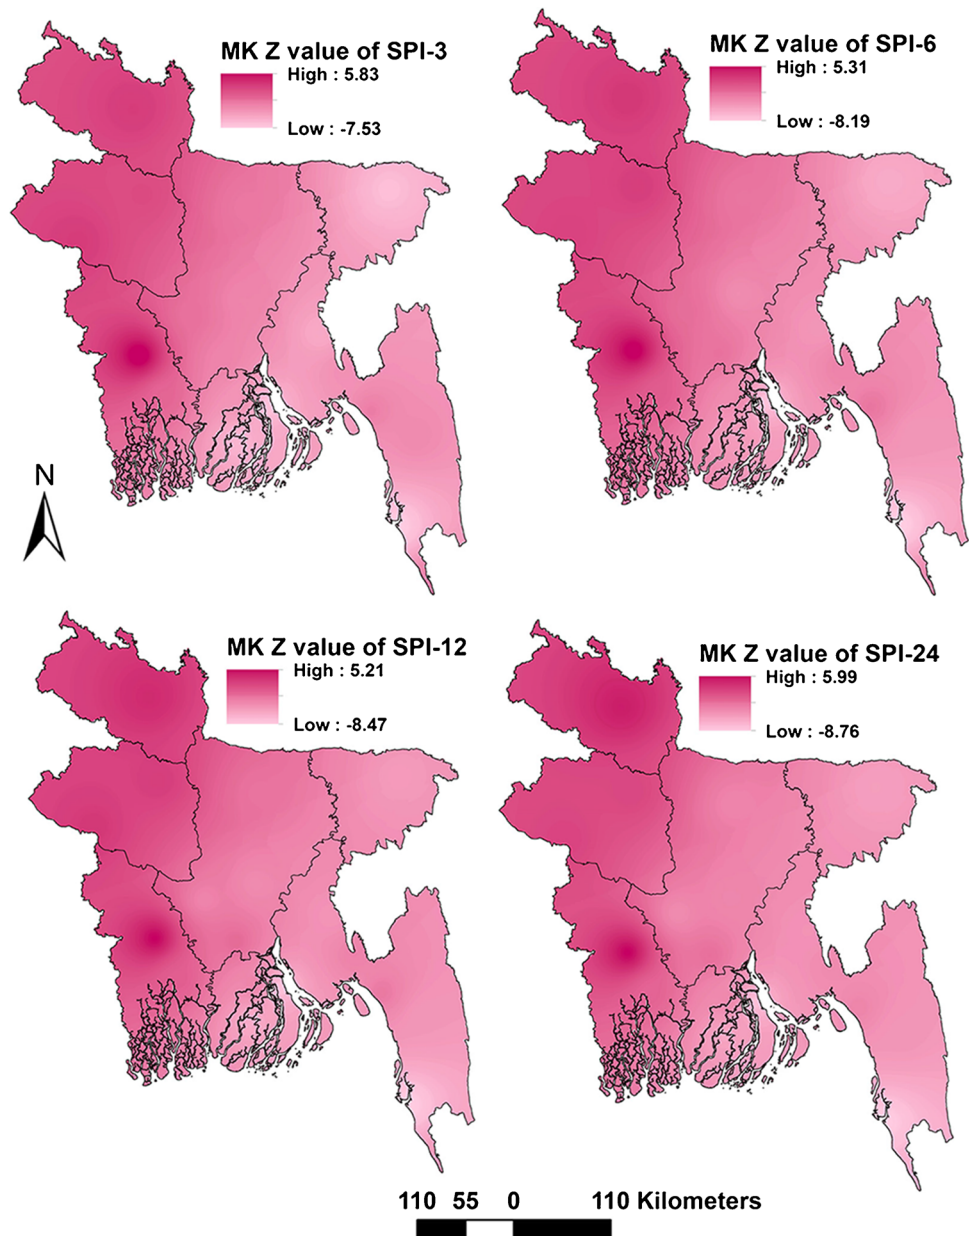 MK Z value of SPI-3
High : 5.83
Low : -7.53
MK Z value of SPI-6
High : 5.31
Low : -8.19
N
MK Z value of SPI-12
High : 5.21
Low : -8.47
MK Z value of SPI-24
High : 5.99
Low : -8.76
110 55 0 110 Kilometers